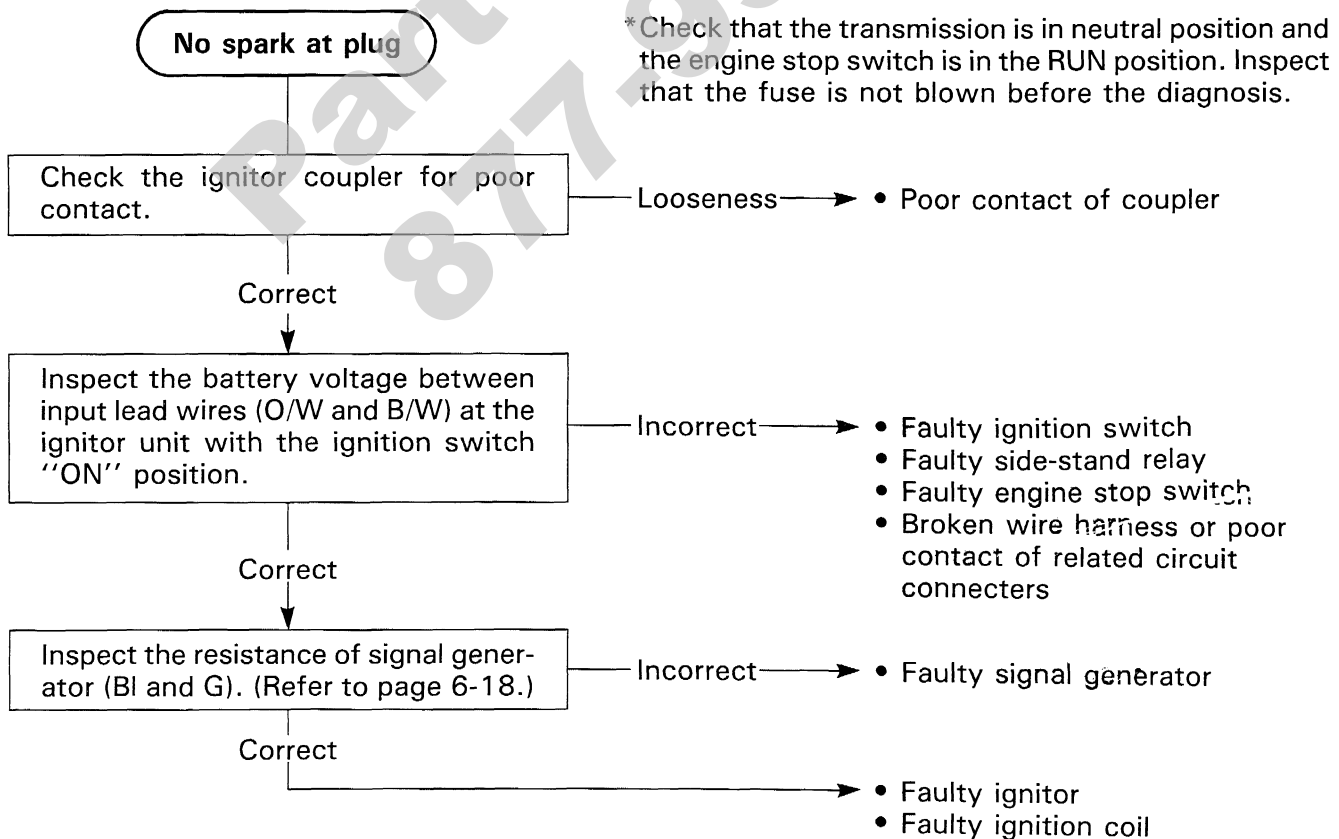 No spark at plug
*Check that the transmission is in neutral position and
the engine stop switch is in the RUN position. Inspect
that the fuse is not blown before the diagnosis.
Check the ignitor coupler for poor
contact.
Looseness
• Poor contact of coupler
Correct
Inspect the battery voltage between
input lead wires (O/W and B/W) at the
ignitor unit with the ignition switch
''ON'' position.
Incorrect
• Faulty ignition switch
• Faulty side-stand relay
• Faulty engine stop switch
• Broken wire harness or poor
contact of related circuit
connecters
Correct
Inspect the resistance of signal gener-
ator (Bl and G). (Refer to page 6-18.)
Incorrect
• Faulty signal generator
Correct
• Faulty ignitor
• Faulty ignition coil
Part
877-9